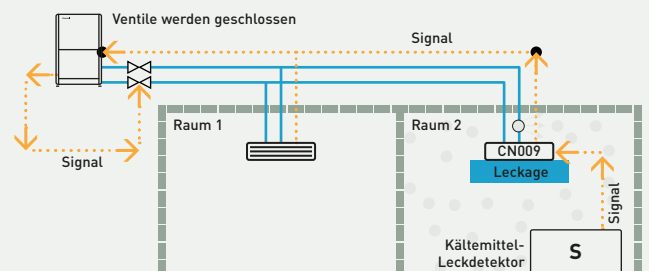 Ventile werden geschlossen
Signal
Raum 1
Raum 2
CN009
Leckage
Signal
Signal
Kältemittel-
Leckdetektor
S